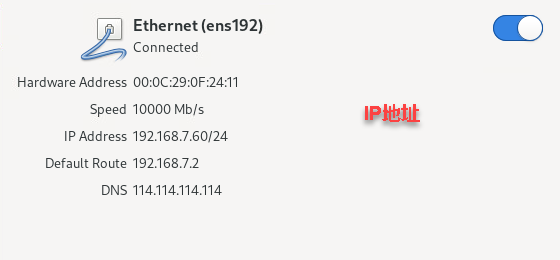 Ethernet (ens192)
Connected
Hardware Address 00:0C:29:0F:24:11
Speed 10000 Mb/s
IP地址
IP Address 192.168.7.60/24
Default Route 192.168.7.2
DNS 114.114.114.114